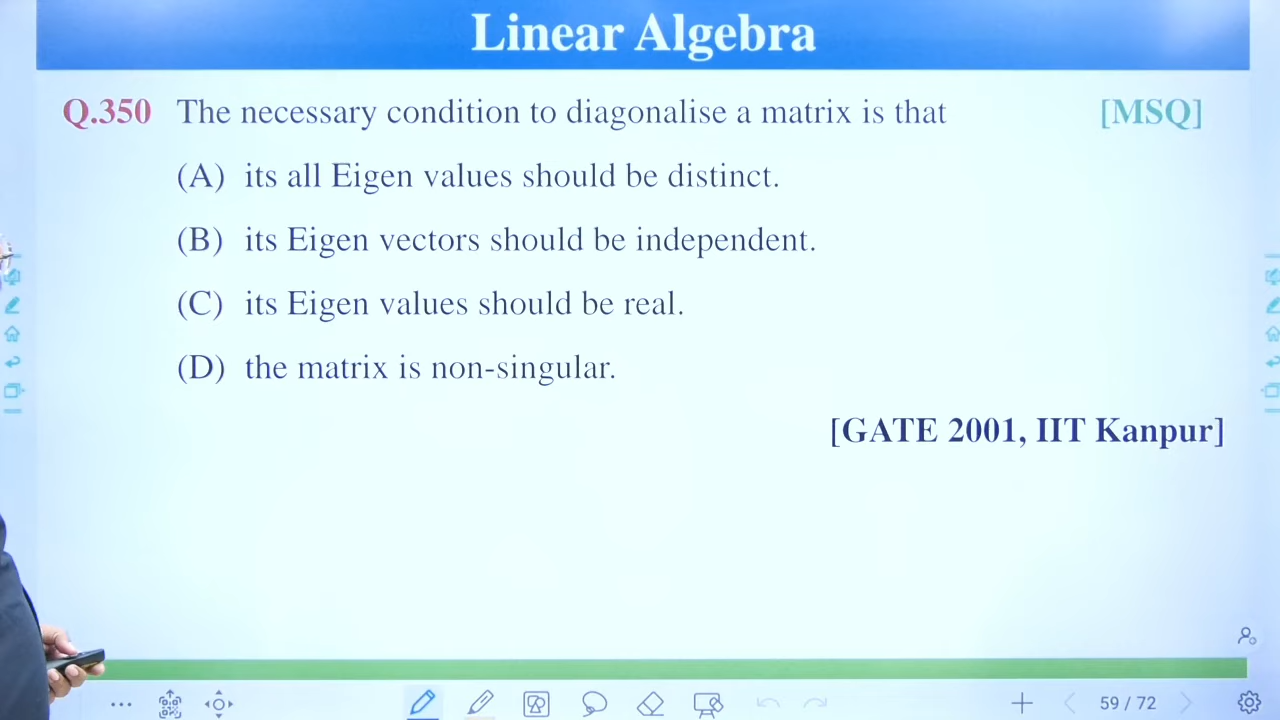 Linear Algebra
Q.350 The necessary condition to diagonalise a matrix is that [MSQ]
(A) its all Eigen values should be distinct.
(B) its Eigen vectors should be independent.
(C) its Eigen values should be real.
(D) the matrix is non-singular.
[GATE 2001, IIT Kanpur]
59 / 72